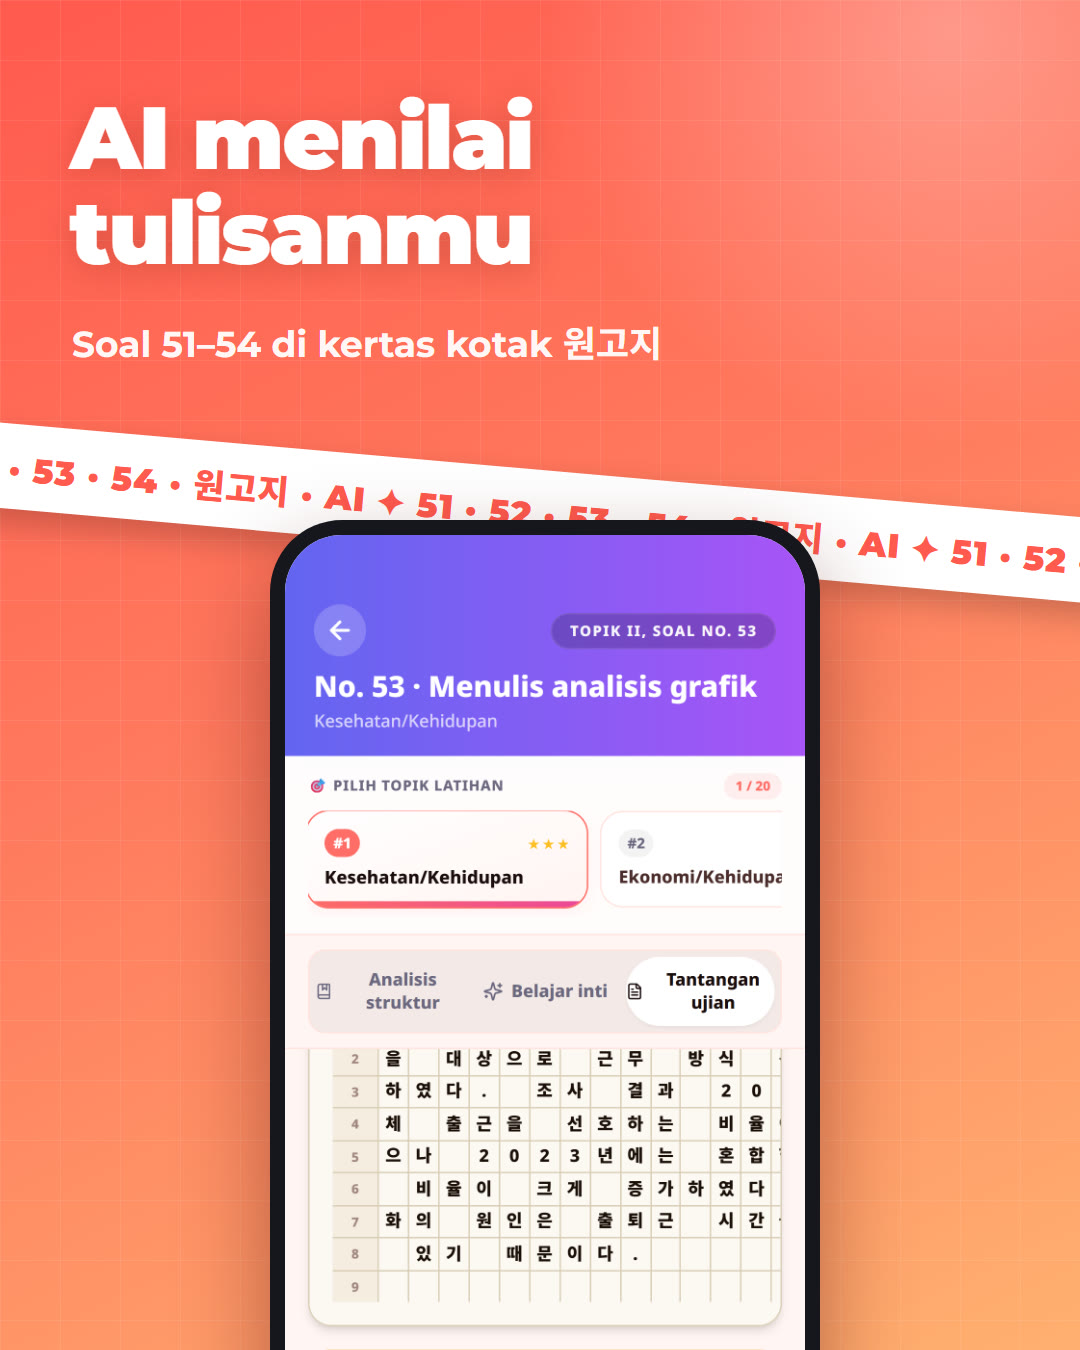 AI menilai
tulisanmu
Soal 51–54 di kertas kotak 원고지
· 53 · 54 · 원고지 · AI ✦ 51 · 52 · 53 · 54 · 원고지 · AI ✦ 51 · 52 ·
TOPIK II, SOAL NO. 53
No. 53 · Menulis analisis grafik
Kesehatan/Kehidupan
🎯 PILIH TOPIK LATIHAN
1 / 20
#1 ★★★
Kesehatan/Kehidupan
#2
Ekonomi/Kehidupa
Analisis struktur
Belajar inti
Tantangan ujian
2 을 대상으로 근무 방식
3 하였다. 조사 결과 20
4 체 출근을 선호하는 비율
5 으나 2023년에는 혼합
6 비율이 크게 증가하였다
7 화의 원인은 출퇴근 시간
8 있기 때문이다.
9